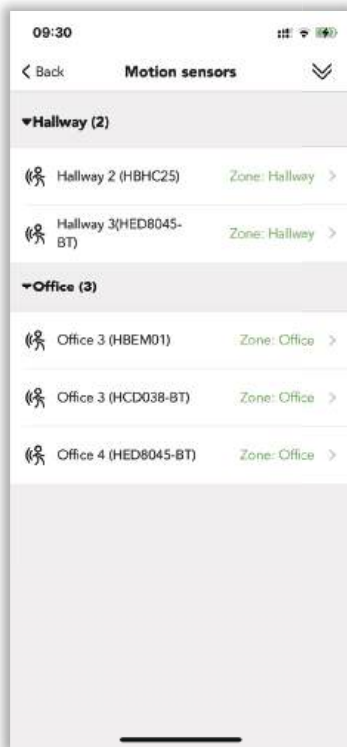 09:30
Back
Motion sensors
Hallway (2)
Hallway 2 (HBHC25)
Zone: Hallway
Hallway 3(HED8045-
BT)
Zone: Hallway
Office (3)
Office 3 (HBEM01)
Zone: Office
Office 3 (HCD038-BT)
Zone: Office
Office 4 (HED8045-BT)
Zone: Office